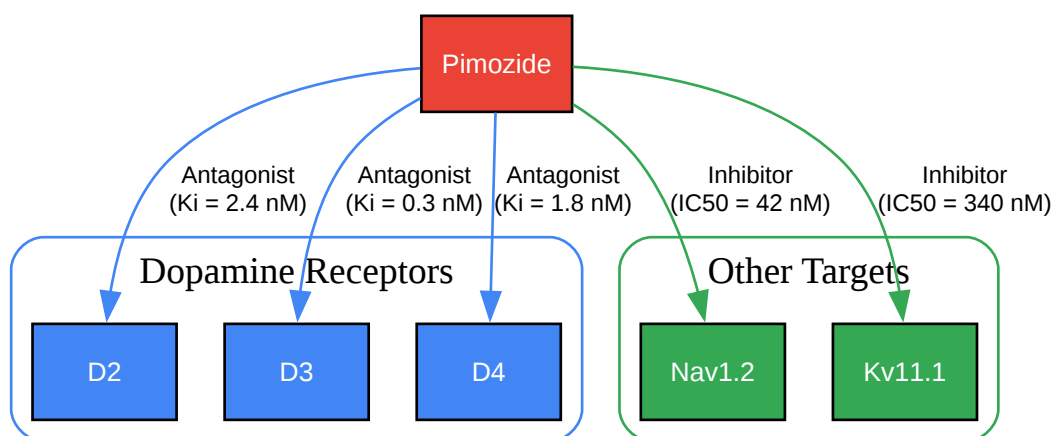 Pimozide
Antagonist
(Ki = 2.4 nM)
Antagonist
(Ki = 0.3 nM)
Antagonist
(Ki = 1.8 nM)
Inhibitor
(IC50 = 42 nM)
Inhibitor
(IC50 = 340 nM)
Dopamine Receptors
Other Targets
D2
D3
D4
Nav1.2
Kv11.1